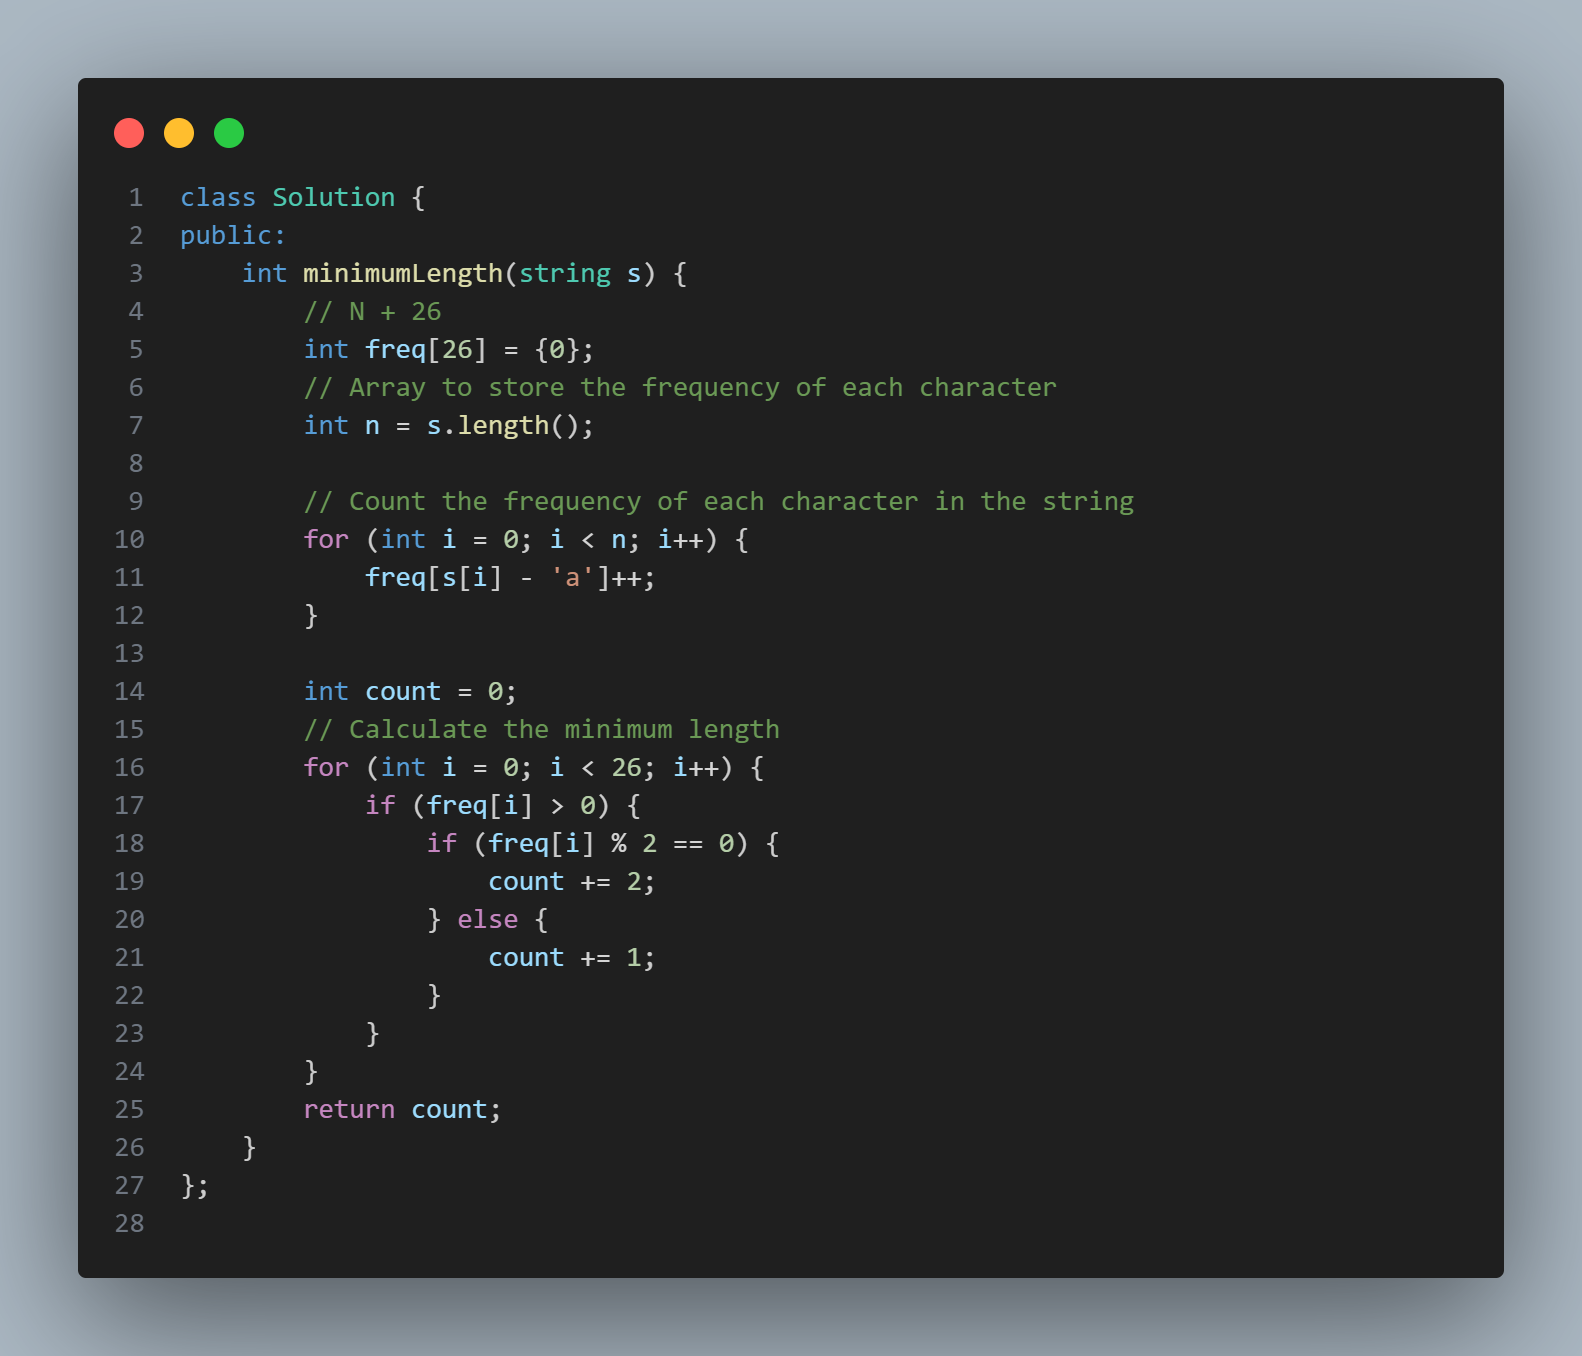 1 class Solution {
2 public:
3     int minimumLength(string s) {
4         // N + 26
5         int freq[26] = {0};
6         // Array to store the frequency of each character
7         int n = s.length();
8
9         // Count the frequency of each character in the string
10         for (int i = 0; i < n; i++) {
11             freq[s[i] - 'a']++;
12         }
13
14         int count = 0;
15         // Calculate the minimum length
16         for (int i = 0; i < 26; i++) {
17             if (freq[i] > 0) {
18                 if (freq[i] % 2 == 0) {
19                     count += 2;
20                 } else {
21                     count += 1;
22                 }
23             }
24         }
25         return count;
26     }
27 };
28